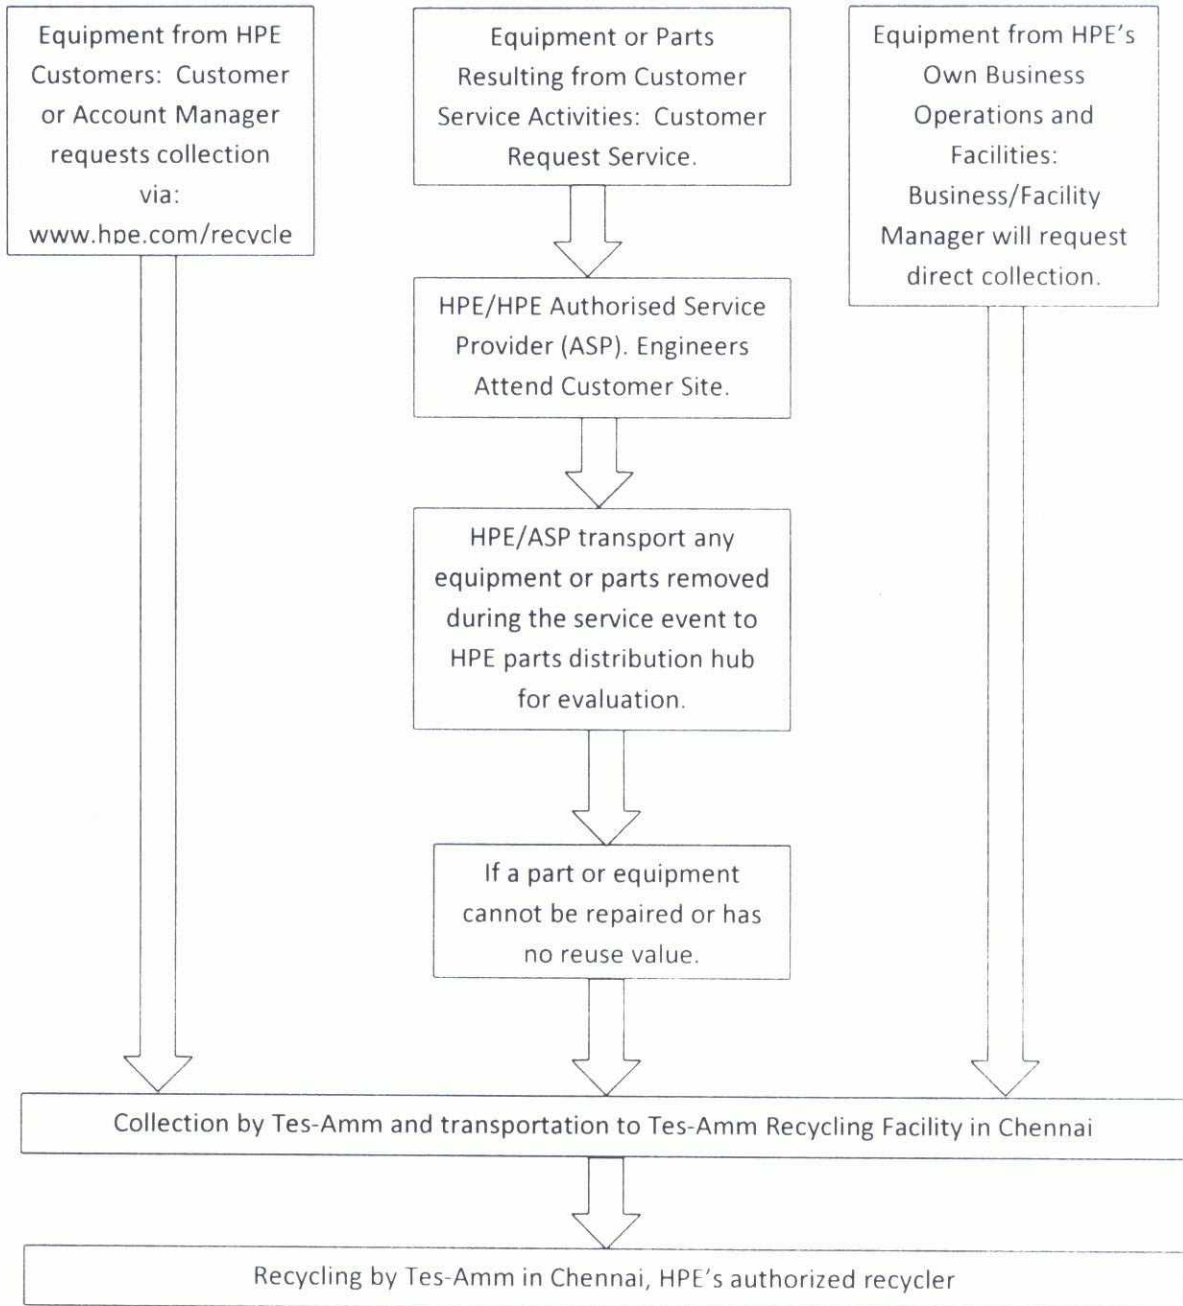 Equipment from HPE
Customers: Customer
or Account Manager
requests collection
via:
www.hpe.com/recycle
Equipment or Parts
Resulting from Customer
Service Activities: Customer
Request Service.
Equipment from HPE's
Own Business
Operations and
Facilities:
Business/Facility
Manager will request
direct collection.
HPE/HPE Authorised Service
Provider (ASP). Engineers
Attend Customer Site.
HPE/ASP transport any
equipment or parts removed
during the service event to
HPE parts distribution hub
for evaluation.
If a part or equipment
cannot be repaired or has
no reuse value.
Collection by Tes-Amm and transportation to Tes-Amm Recycling Facility in Chennai
Recycling by Tes-Amm in Chennai, HPE's authorized recycler